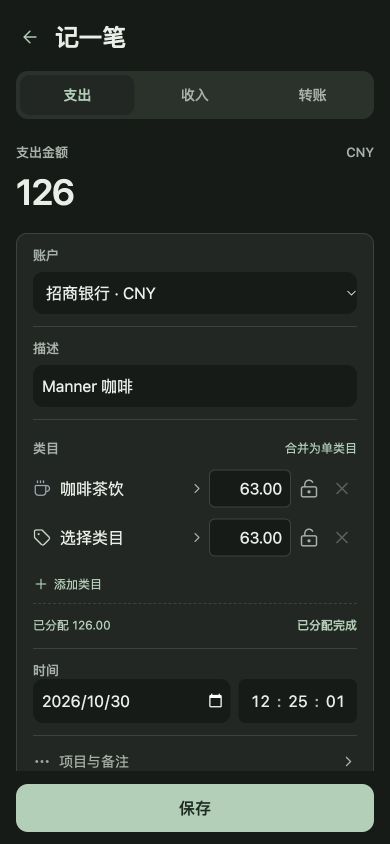 记一笔
支出 收入 转账
支出金额 CNY
126
账户
招商银行 · CNY
描述
Manner 咖啡
类目 合并为单类目
咖啡茶饮 63.00
选择类目 63.00
+ 添加类目
已分配 126.00 已分配完成
时间
2026/10/30 12 : 25 : 01
··· 项目与备注
保存